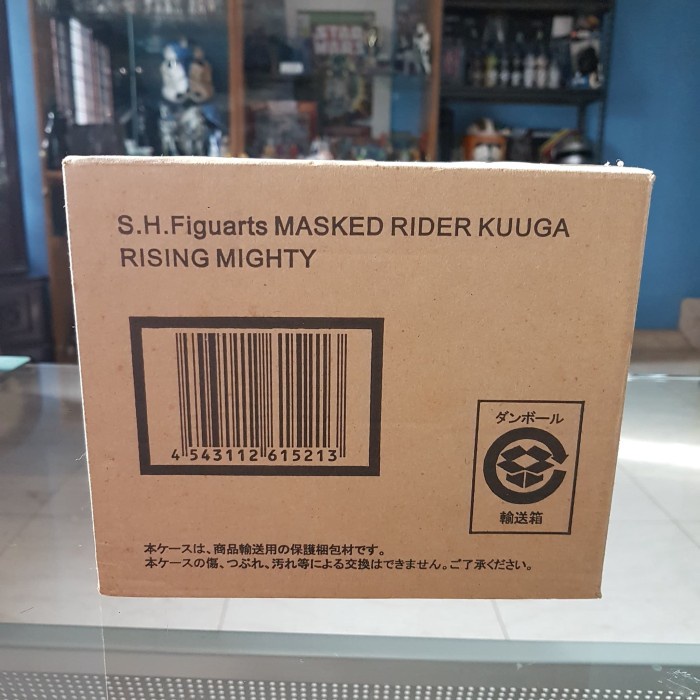 STAR
WARS
S.H.Figuarts MASKED RIDER KUUGA
RISING MIGHTY
4 543112 615213
ダンボール
輸送箱
本ケースは、商品輸送用の保護梱包材です。
本ケースの傷、つぶれ、汚れ等による交換はできません。ご了承ください。